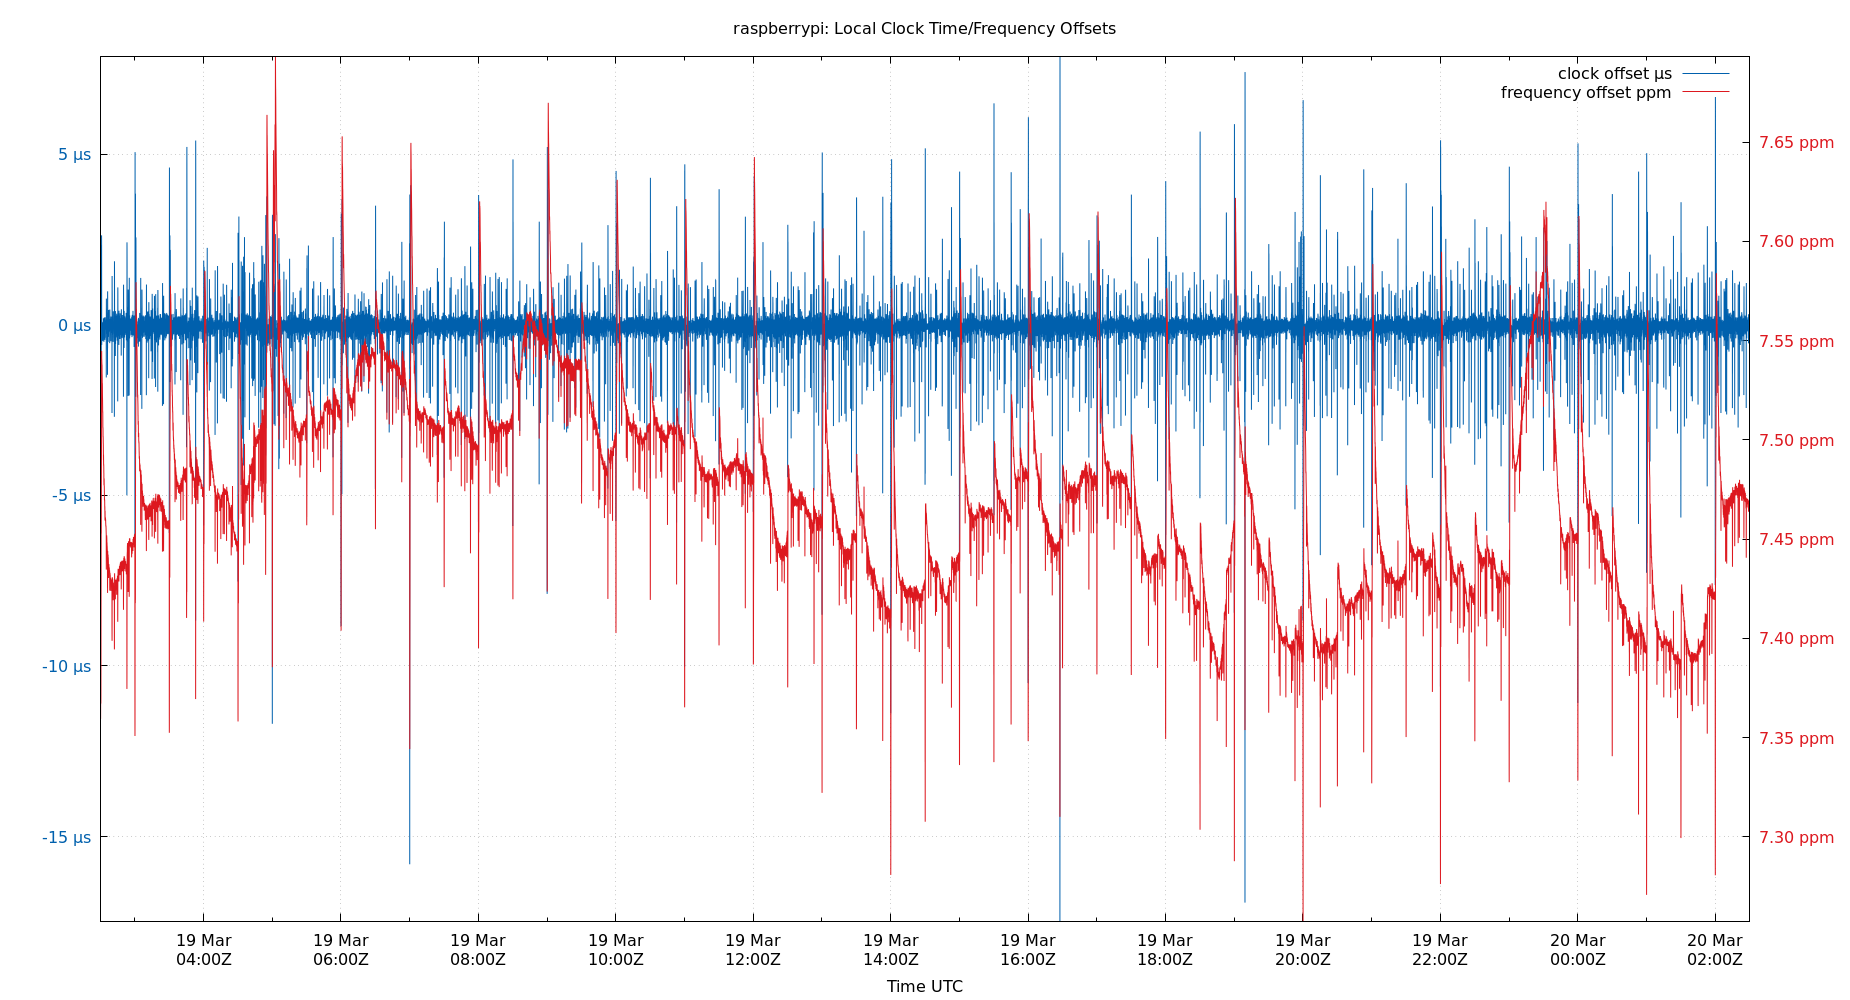 raspberrypi: Local Clock Time/Frequency Offsets
clock offset µs
frequency offset ppm
5 µs
0 µs
-5 µs
-10 µs
-15 µs
7.65 ppm
7.60 ppm
7.55 ppm
7.50 ppm
7.45 ppm
7.40 ppm
7.35 ppm
7.30 ppm
19 Mar 19 Mar 19 Mar 19 Mar 19 Mar 19 Mar 19 Mar 19 Mar 19 Mar 19 Mar 20 Mar 20 Mar
04:00Z 06:00Z 08:00Z 10:00Z 12:00Z 14:00Z 16:00Z 18:00Z 20:00Z 22:00Z 00:00Z 02:00Z
Time UTC